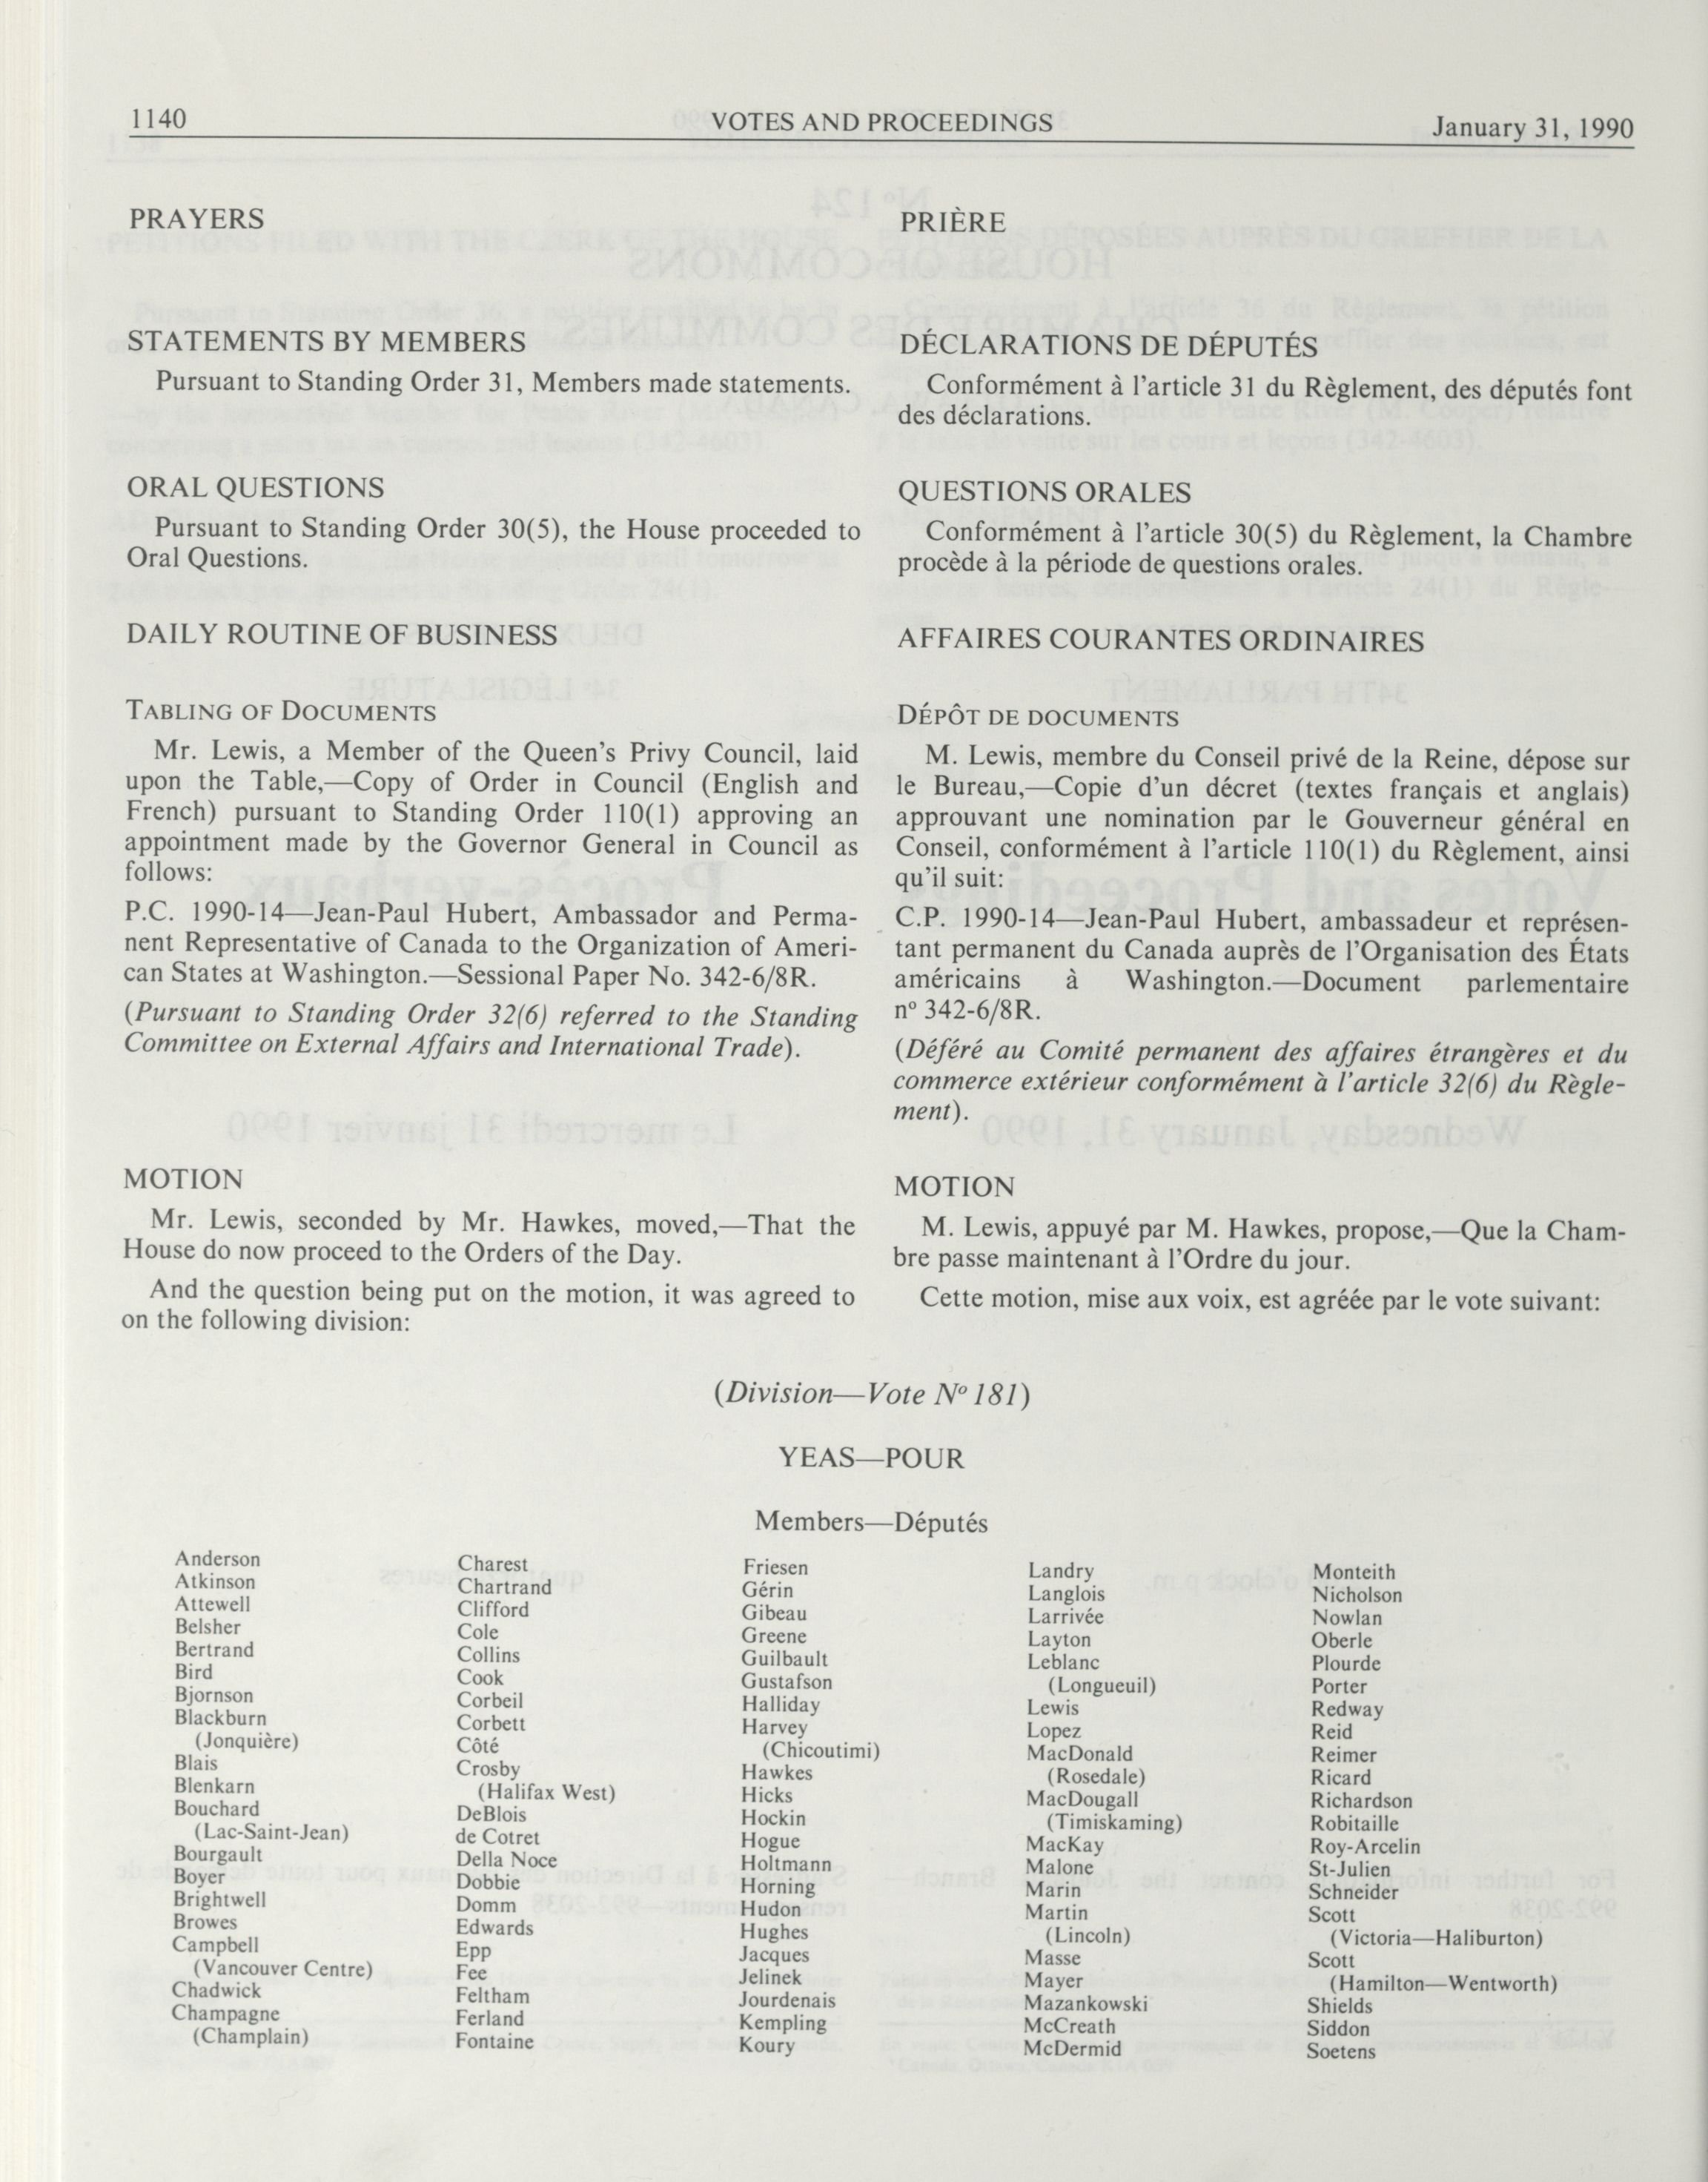 1140
VOTES AND PROCEEDINGS
January 31, 1990
PRAYERS
STATEMENTS BY MEMBERS
Pursuant to Standing Order 31, Members made statements.
ORAL QUESTIONS
Pursuant to Standing Order 30(5), the House proceeded to
Oral Questions.
DAILY ROUTINE OF BUSINESS
TABLING OF DOCUMENTS
Mr. Lewis, a Member of the Queen's Privy Council, laid
upon the Table,—Copy of Order in Council (English and
French) pursuant to Standing Order 110(1) approving an
appointment made by the Governor General in Council as
follows:
P.C. 1990-14—Jean-Paul Hubert, Ambassador and Perma-
nent Representative of Canada to the Organization of Ameri-
can States at Washington.—Sessional Paper No. 342-6/8R.
(Pursuant to Standing Order 32(6) referred to the Standing
Committee on External Affairs and International Trade).
MOTION
Mr. Lewis, seconded by Mr. Hawkes, moved,—That the
House do now proceed to the Orders of the Day.
And the question being put on the motion, it was agreed to
on the following division:
PRIÈRE
DÉCLARATIONS DE DÉPUTÉS
Conformément à l'article 31 du Règlement, des députés font
des déclarations.
QUESTIONS ORALES
Conformément à l'article 30(5) du Règlement, la Chambre
procède à la période de questions orales.
AFFAIRES COURANTES ORDINAIRES
DÉPÔT DE DOCUMENTS
M. Lewis, membre du Conseil privé de la Reine, dépose sur
le Bureau,—Copie d'un décret (textes français et anglais)
approuvant une nomination par le Gouverneur général en
Conseil, conformément à l'article 110(1) du Règlement, ainsi
qu'il suit:
C.P. 1990-14—Jean-Paul Hubert, ambassadeur et représen-
tant permanent du Canada auprès de l'Organisation des États
américains à Washington.—Document parlementaire
nº 342-6/8R.
(Déféré au Comité permanent des affaires étrangères et du
commerce extérieur conformément à l'article 32(6) du Règle-
ment).
MOTION
M. Lewis, appuyé par M. Hawkes, propose,—Que la Cham-
bre passe maintenant à l'Ordre du jour.
Cette motion, mise aux voix, est agréée par le vote suivant:
(Division—Vote Nº 181)
YEAS—POUR
Members—Députés
Anderson
Atkinson
Attewell
Belsher
Bertrand
Bird
Bjornson
Blackburn
(Jonquière)
Blais
Blenkarn
Bouchard
(Lac-Saint-Jean)
Bourgault
Boyer
Brightwell
Browes
Campbell
(Vancouver Centre)
Chadwick
Champagne
(Champlain)
Charest
Chartrand
Clifford
Cole
Collins
Cook
Corbeil
Corbett
Côté
Crosby
(Halifax West)
DeBlois
de Cotret
Della Noce
Dobbie
Domm
Edwards
Epp
Fee
Feltham
Ferland
Fontaine
Friesen
Gérin
Gibeau
Greene
Guilbault
Gustafson
Halliday
Harvey
(Chicoutimi)
Hawkes
Hicks
Hockin
Hogue
Holtmann
Horning
Hudon
Hughes
Jacques
Jelinek
Jourdenais
Kempling
Koury
Landry
Langlois
Larrivée
Layton
Leblanc
(Longueuil)
Lewis
Lopez
MacDonald
(Rosedale)
MacDougall
(Timiskaming)
MacKay
Malone
Marin
Martin
(Lincoln)
Masse
Mayer
Mazankowski
McCreath
McDermid
Monteith
Nicholson
Nowlan
Oberle
Plourde
Porter
Redway
Reid
Reimer
Ricard
Richardson
Robitaille
Roy-Arcelin
St-Julien
Schneider
Scott
(Victoria—Haliburton)
Scott
(Hamilton—Wentworth)
Shields
Siddon
Soetens